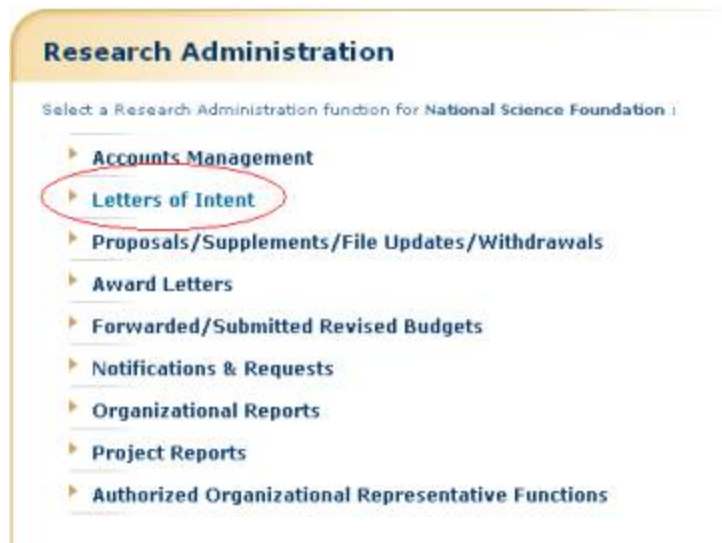 Research Administration
Select a Research Administration function for National Science Foundation :
Accounts Management
Letters of Intent
Proposals/Supplements/File Updates/Withdrawals
Award Letters
Forwarded/Submitted Revised Budgets
Notifications & Requests
Organizational Reports
Project Reports
Authorized Organizational Representative Functions